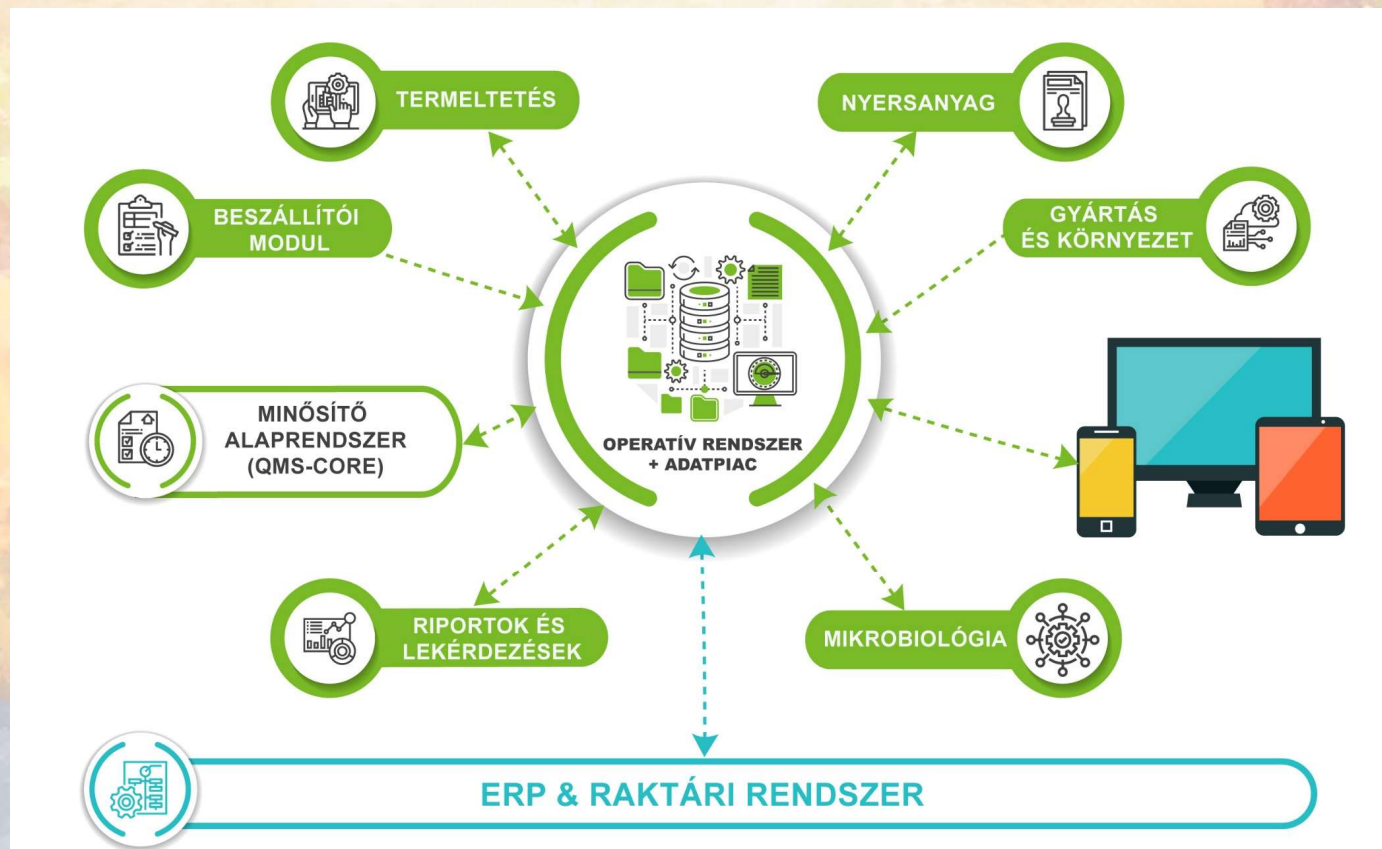 TERMELTETÉS
NYERSANYAG
BESZÁLLÍTÓI
MODUL
GYÁRTÁS
ÉS KÖRNYEZET
MINŐSÍTŐ
ALAPRENDSZER
(QMS-CORE)
OPERATÍV RENDSZER
+ ADATPIAC
RIPORTOK ÉS
LEKÉRDEZÉSEK
MIKROBIOLÓGIA
ERP & RAKTÁRI RENDSZER